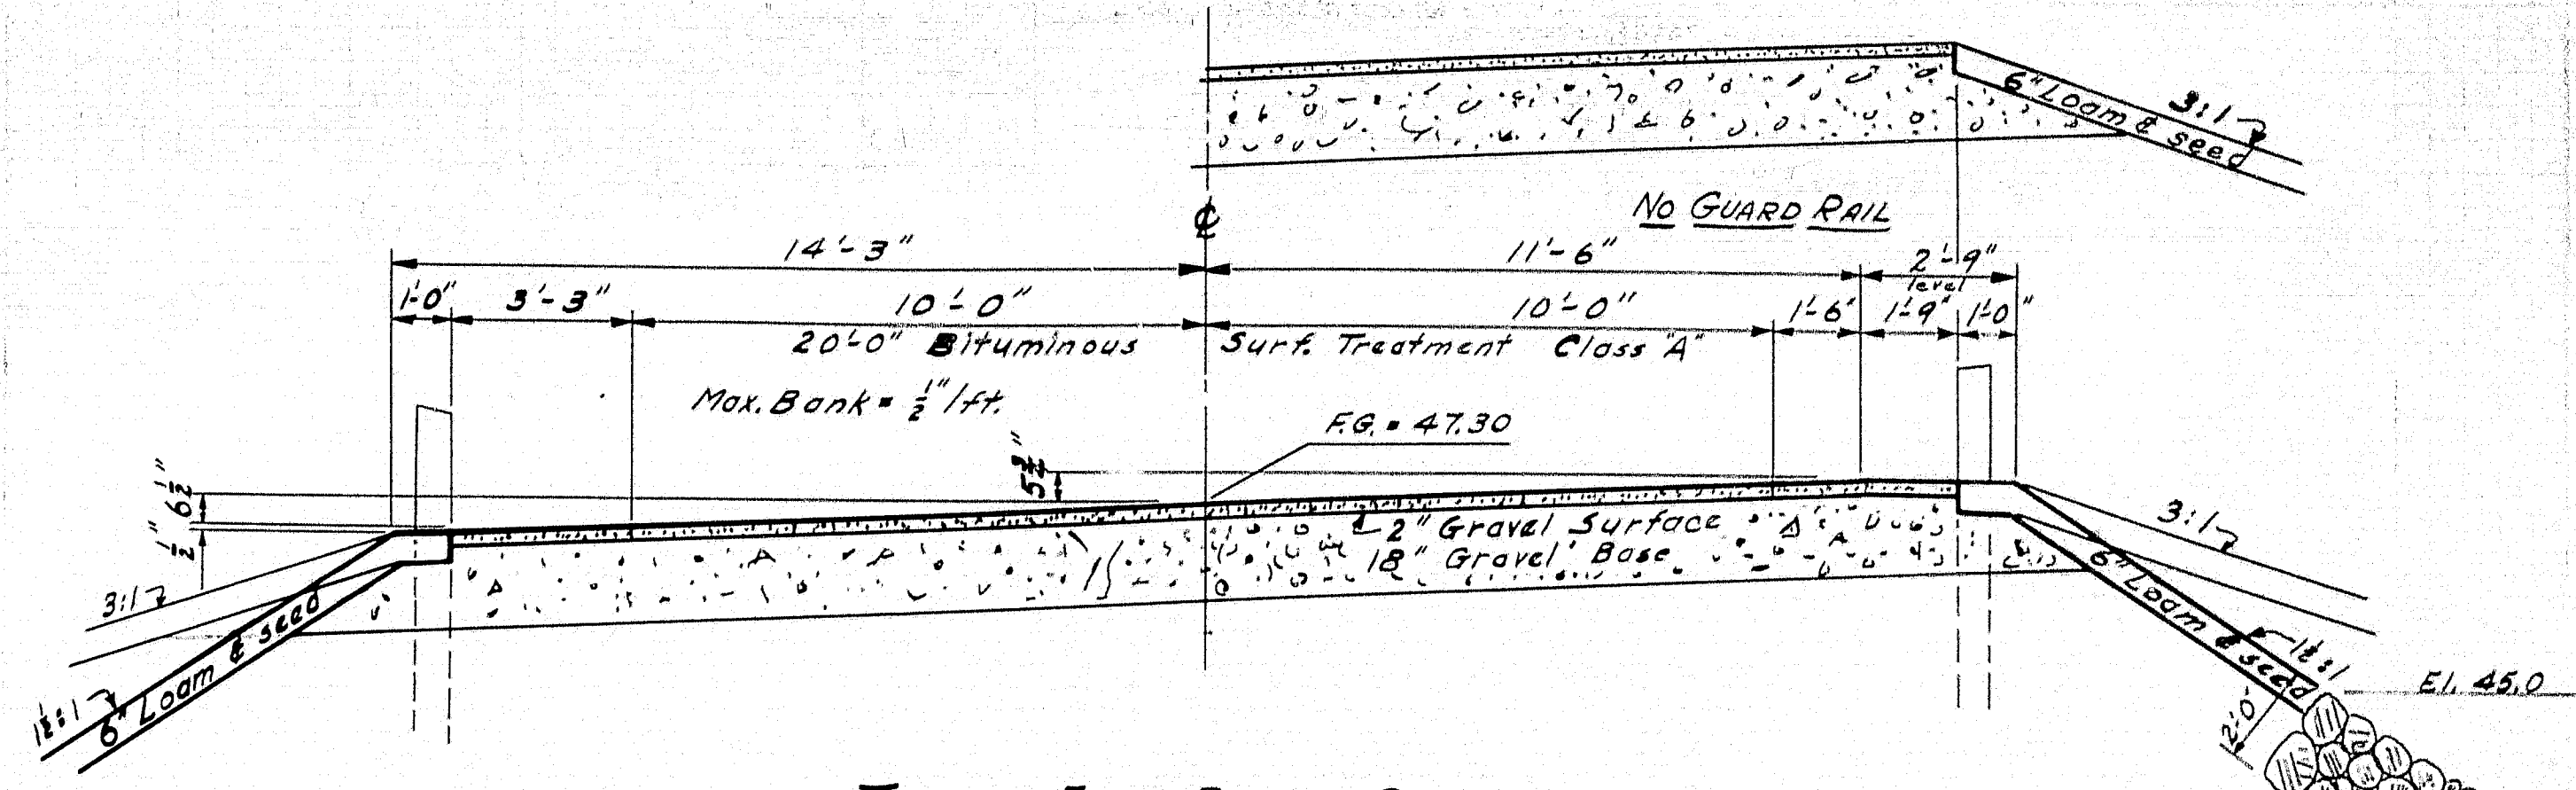 6" Loam & seed
3:1
NO GUARD RAIL
℄
14'-3"
11'-6"
2'-9"
level
1'-0"
3'-3"
10'-0"
10'-0"
1'-6"
1'-9"
1'-0"
20'-0" Bituminous Surf. Treatment Class "A"
Max. Bank = ½"/ft.
F.G. = 47.30
6½"
½"
2" Gravel Surface
18" Gravel Base
3:1
3:1
6" Loam & seed
6" Loam & seed
1½:1
1½:1
El. 45.0
2'-0"